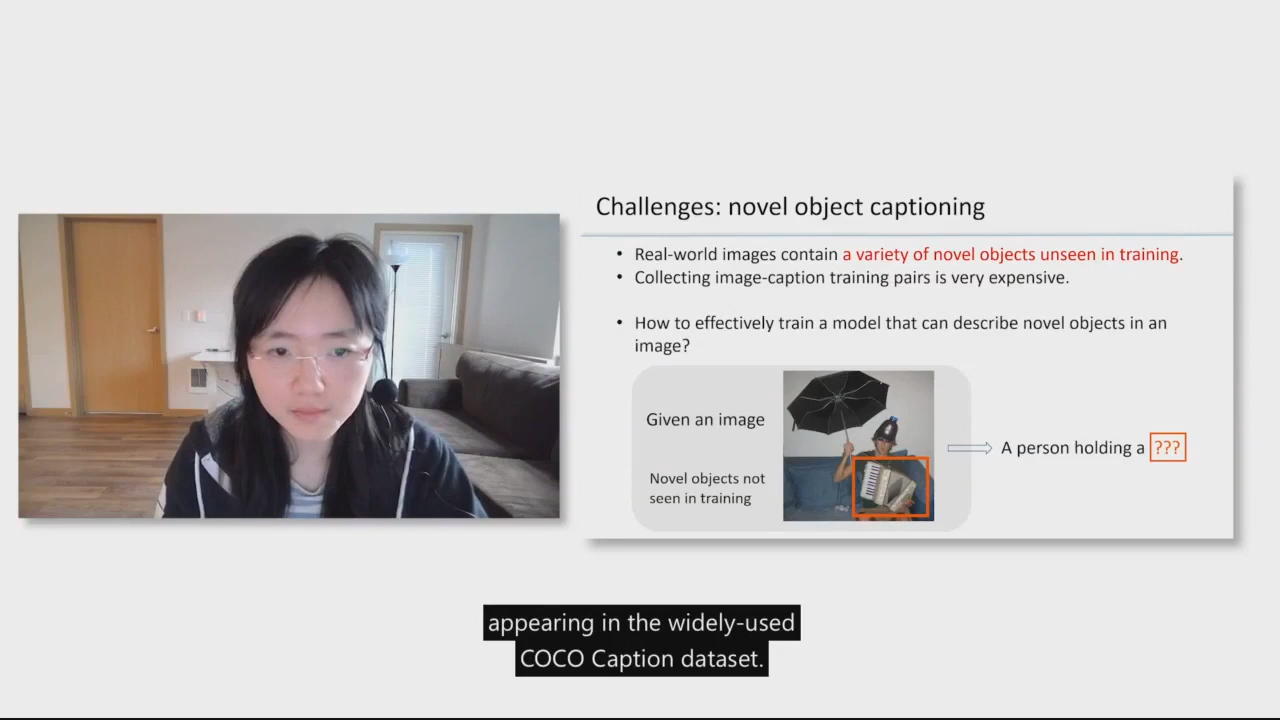 Challenges: novel object captioning
• Real-world images contain a variety of novel objects unseen in training.
• Collecting image-caption training pairs is very expensive.
• How to effectively train a model that can describe novel objects in an
image?
Given an image
Novel objects not
seen in training
A person holding a ???
appearing in the widely-used
COCO Caption dataset.